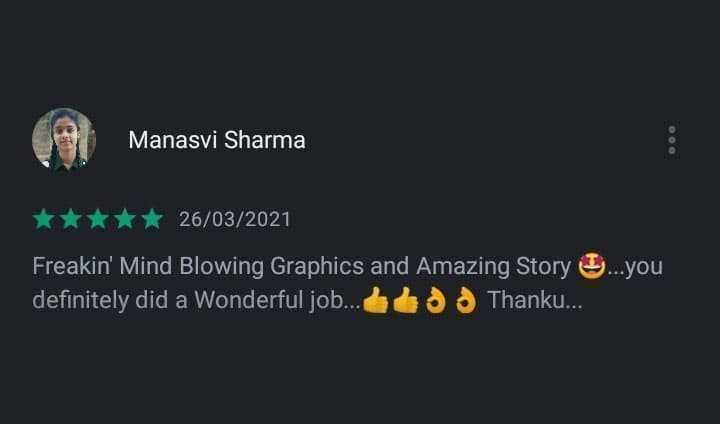 Manasvi Sharma
26/03/2021
Freakin' Mind Blowing Graphics and Amazing Story 🤩...you
definitely did a Wonderful job...👍👍👌👌 Thanku...